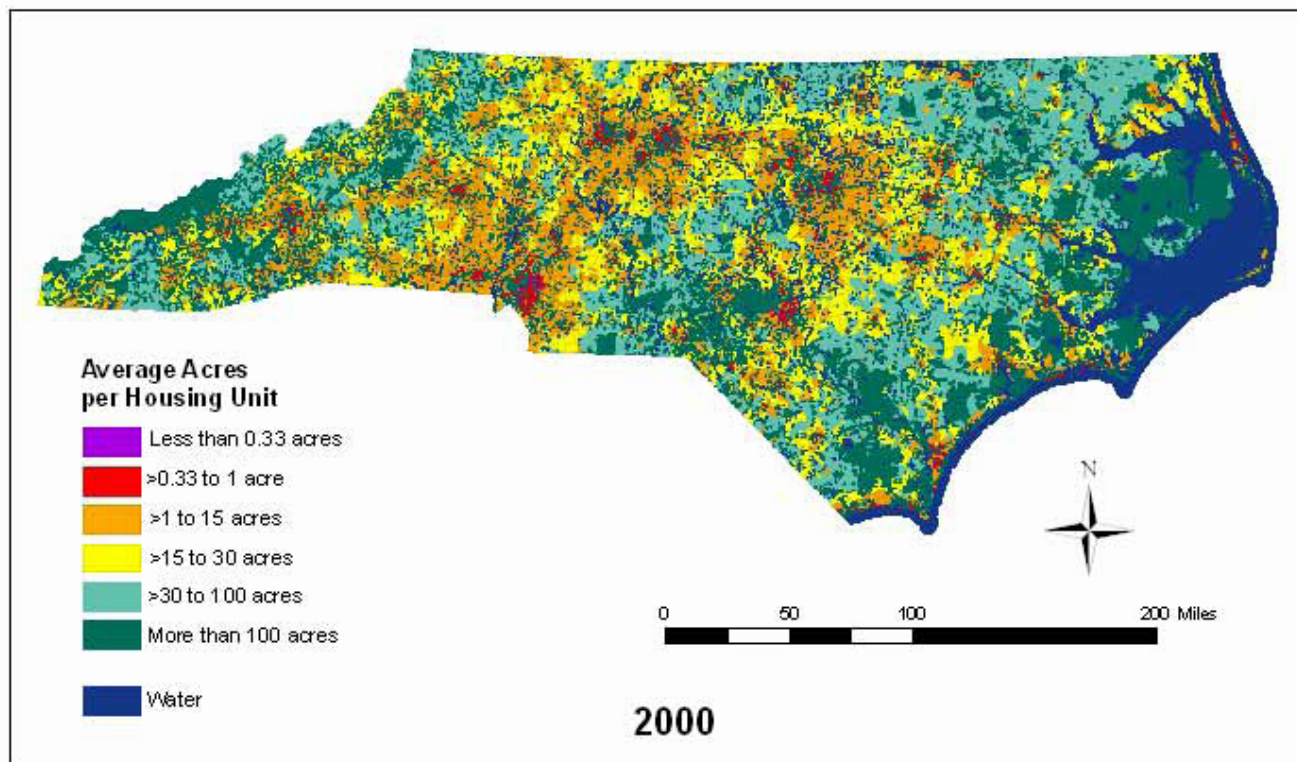 Average Acres
per Housing Unit
Less than 0.33 acres
>0.33 to 1 acre
>1 to 15 acres
>15 to 30 acres
>30 to 100 acres
More than 100 acres
Water
N
0 50 100 200 Miles
2000